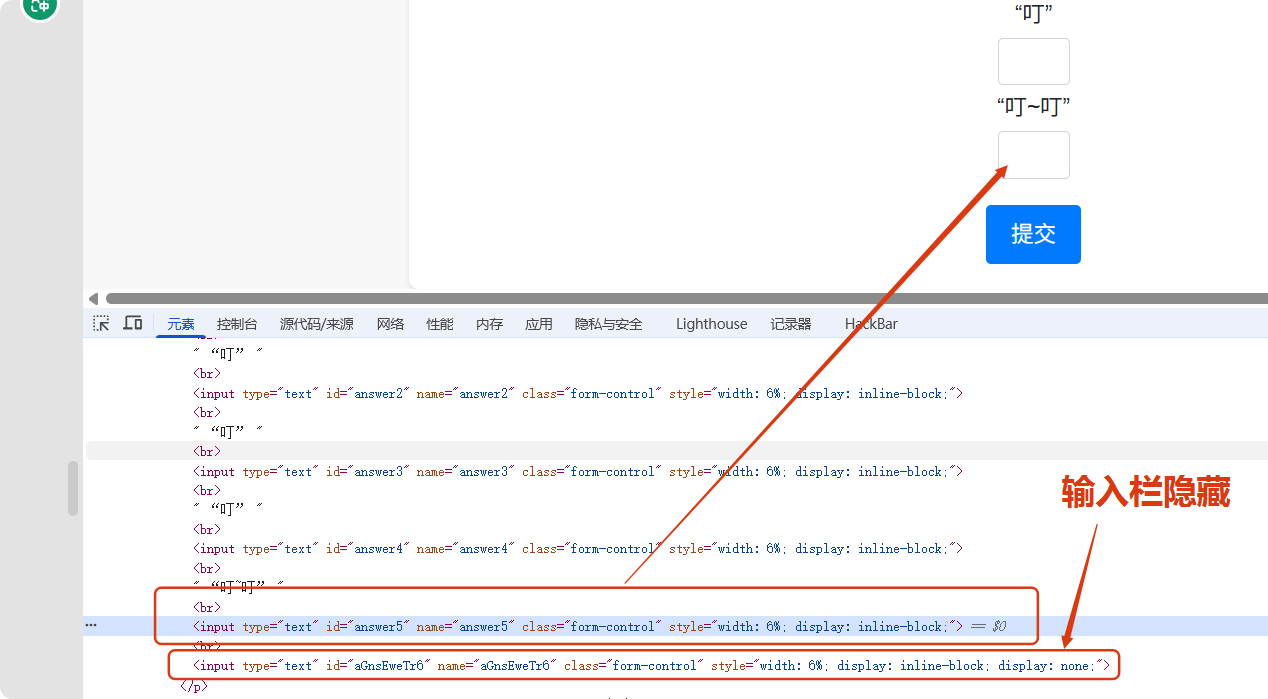 中
“叮”
“叮~叮”
提交
元素 控制台 源代码/来源 网络 性能 内存 应用 隐私与安全 Lighthouse 记录器 HackBar
" “叮” "
<br>
<input type="text" id="answer2" name="answer2" class="form-control" style="width: 6%; display: inline-block;">
<br>
" “叮” "
<br>
<input type="text" id="answer3" name="answer3" class="form-control" style="width: 6%; display: inline-block;">
<br>
" “叮” "
<br>
<input type="text" id="answer4" name="answer4" class="form-control" style="width: 6%; display: inline-block;">
<br>
" “叮~叮” "
<br>
<input type="text" id="answer5" name="answer5" class="form-control" style="width: 6%; display: inline-block;"> == $0
<br>
<input type="text" id="aGnsEweTr6" name="aGnsEweTr6" class="form-control" style="width: 6%; display: inline-block; display: none;">
</p>
输入栏隐藏